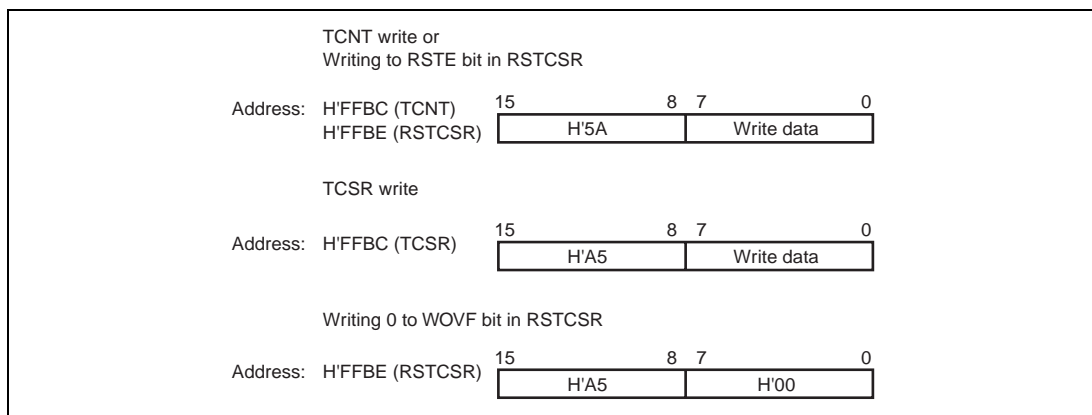 TCNT write or
Writing to RSTE bit in RSTCSR
Address: H'FFBC (TCNT)
H'FFBE (RSTCSR)
15 8 7 0
H'5A Write data
TCSR write
15 8 7 0
Address: H'FFBC (TCSR)
H'A5 Write data
Writing 0 to WOVF bit in RSTCSR
15 8 7 0
Address: H'FFBE (RSTCSR)
H'A5 H'00